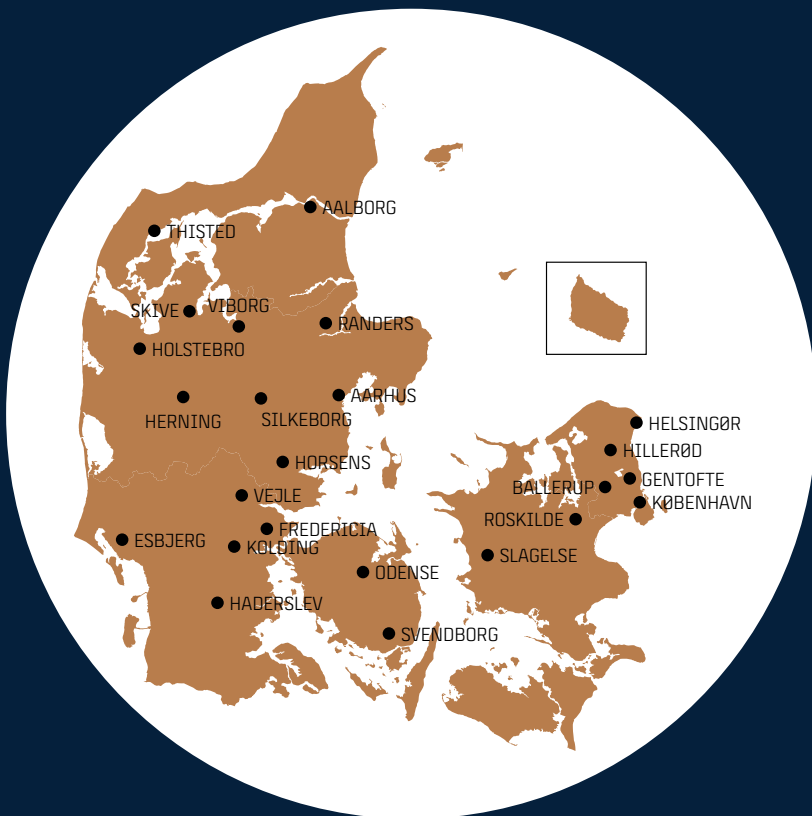 AALBORG
THISTED
SKIVE
VIBORG
RANDERS
HOLSTEBRO
HERNING
SILKEBORG
AARHUS
HELSINGØR
HILLERØD
HORSENS
GENTOFTE
BALLERUP
VEJLE
KØBENHAVN
ROSKILDE
FREDERICIA
ESBJERG
KOLDING
SLAGELSE
ODENSE
HADERSLEV
SVENDBORG